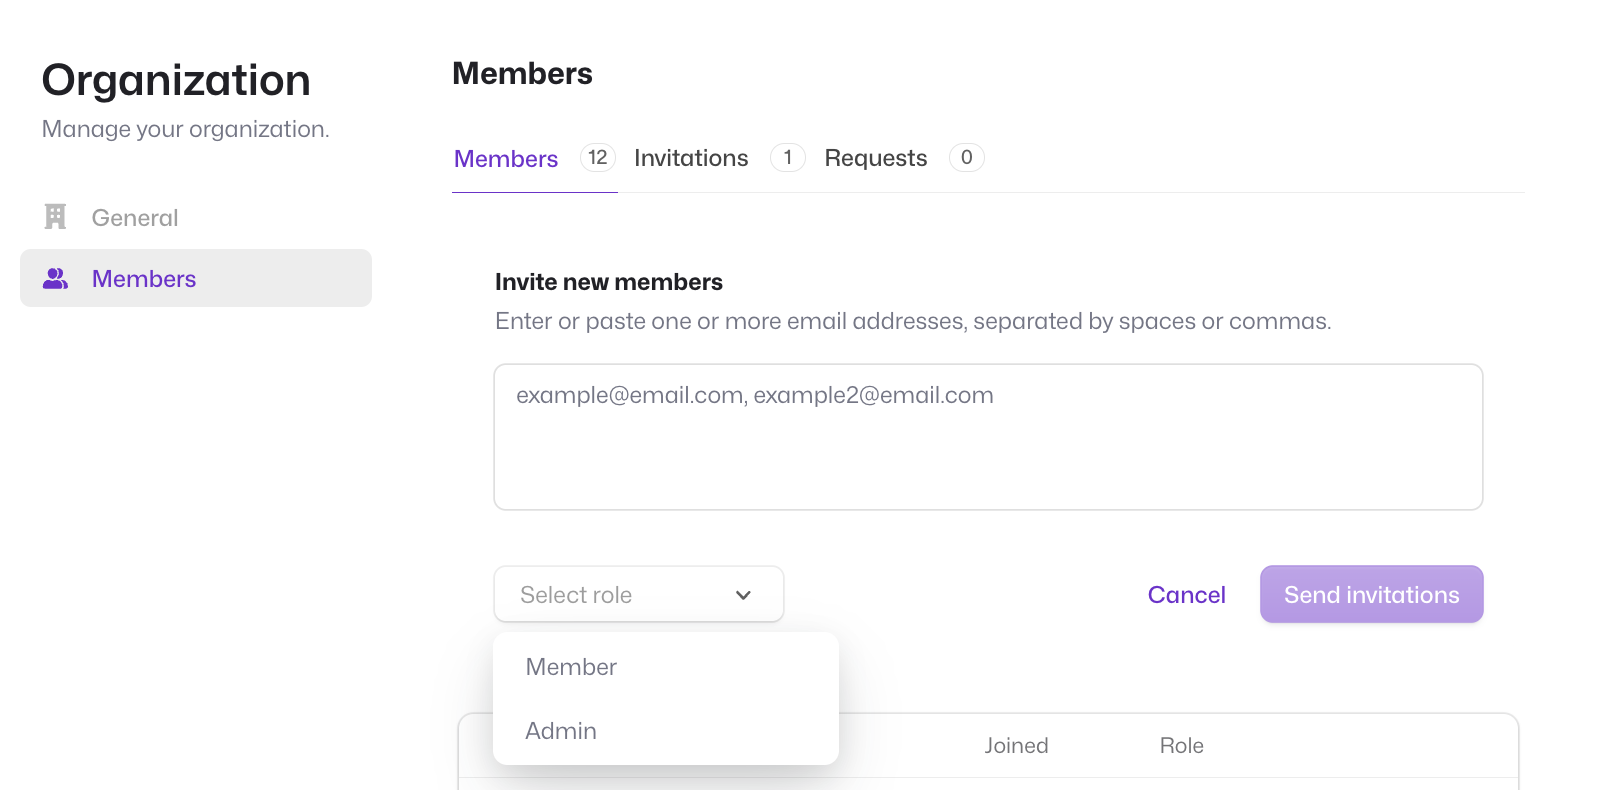 Organization
Manage your organization.
General
Members
Members
Members 12 Invitations 1 Requests 0
Invite new members
Enter or paste one or more email addresses, separated by spaces or commas.
example@email.com, example2@email.com
Select role
Cancel
Send invitations
Member
Admin
Joined
Role